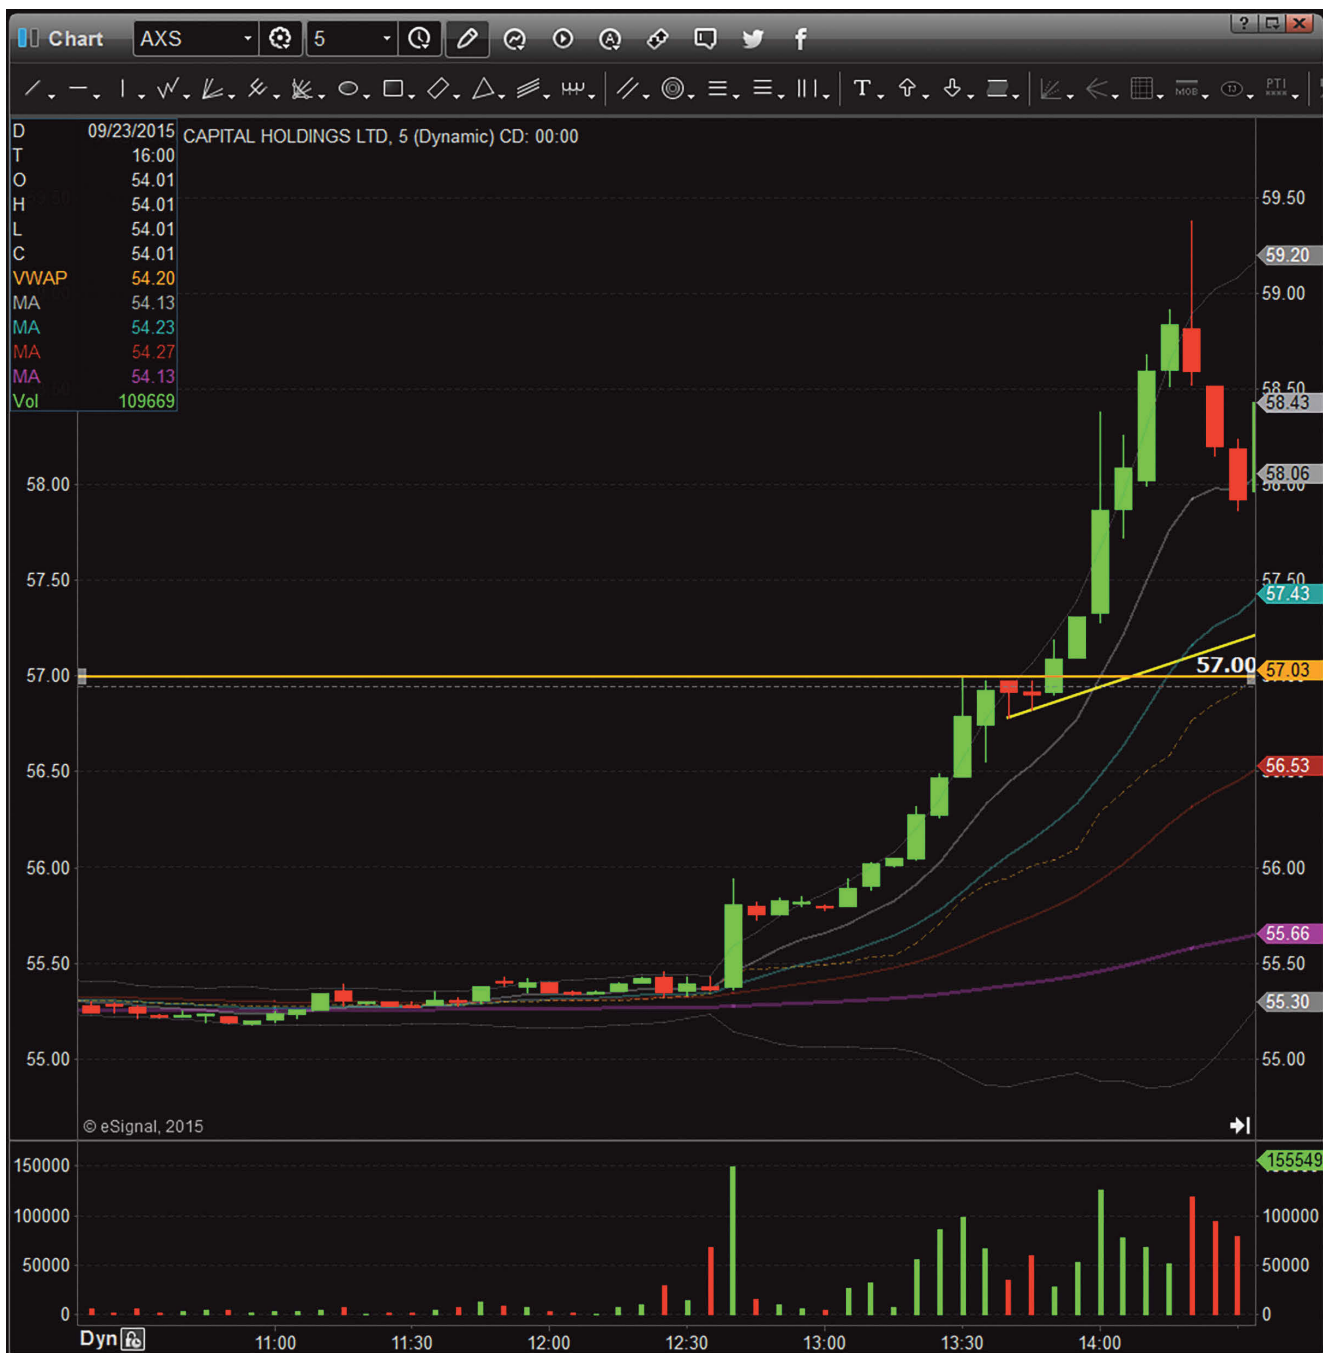 Chart AXS 5
T MOB TJ PTI
D 09/23/2015 CAPITAL HOLDINGS LTD, 5 (Dynamic) CD: 00:00
T 16:00
O 54.01
H 54.01
L 54.01
C 54.01
VWAP 54.20
MA 54.13
MA 54.23
MA 54.27
MA 54.13
Vol 109669
59.50
59.20
59.00
58.50
58.43
58.06
58.00 58.00
57.50 57.50
57.43
57.00 57.00 57.03
56.50
56.53
56.00 56.00
55.66
55.50 55.50
55.30
55.00 55.00
© eSignal, 2015
150000 155549
100000 100000
50000 50000
0 0
Dyn 11:00 11:30 12:00 12:30 13:00 13:30 14:00